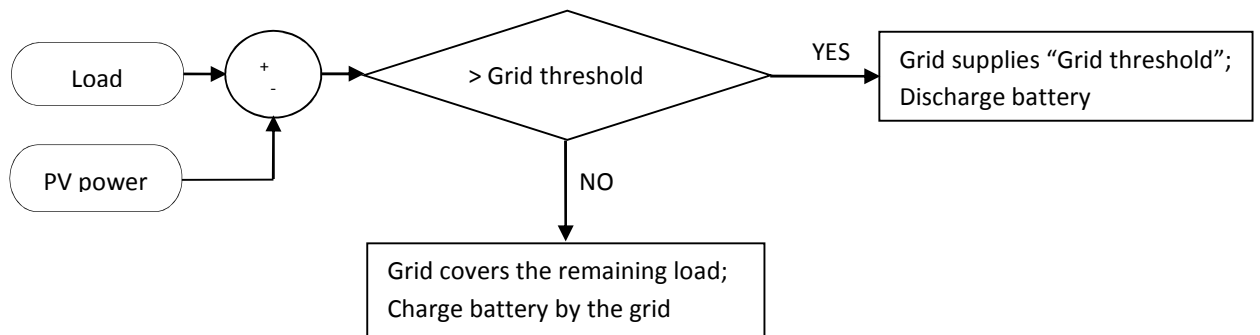 Load
+
-
PV power
> Grid threshold
YES
Grid supplies “Grid threshold”;
Discharge battery
NO
Grid covers the remaining load;
Charge battery by the grid